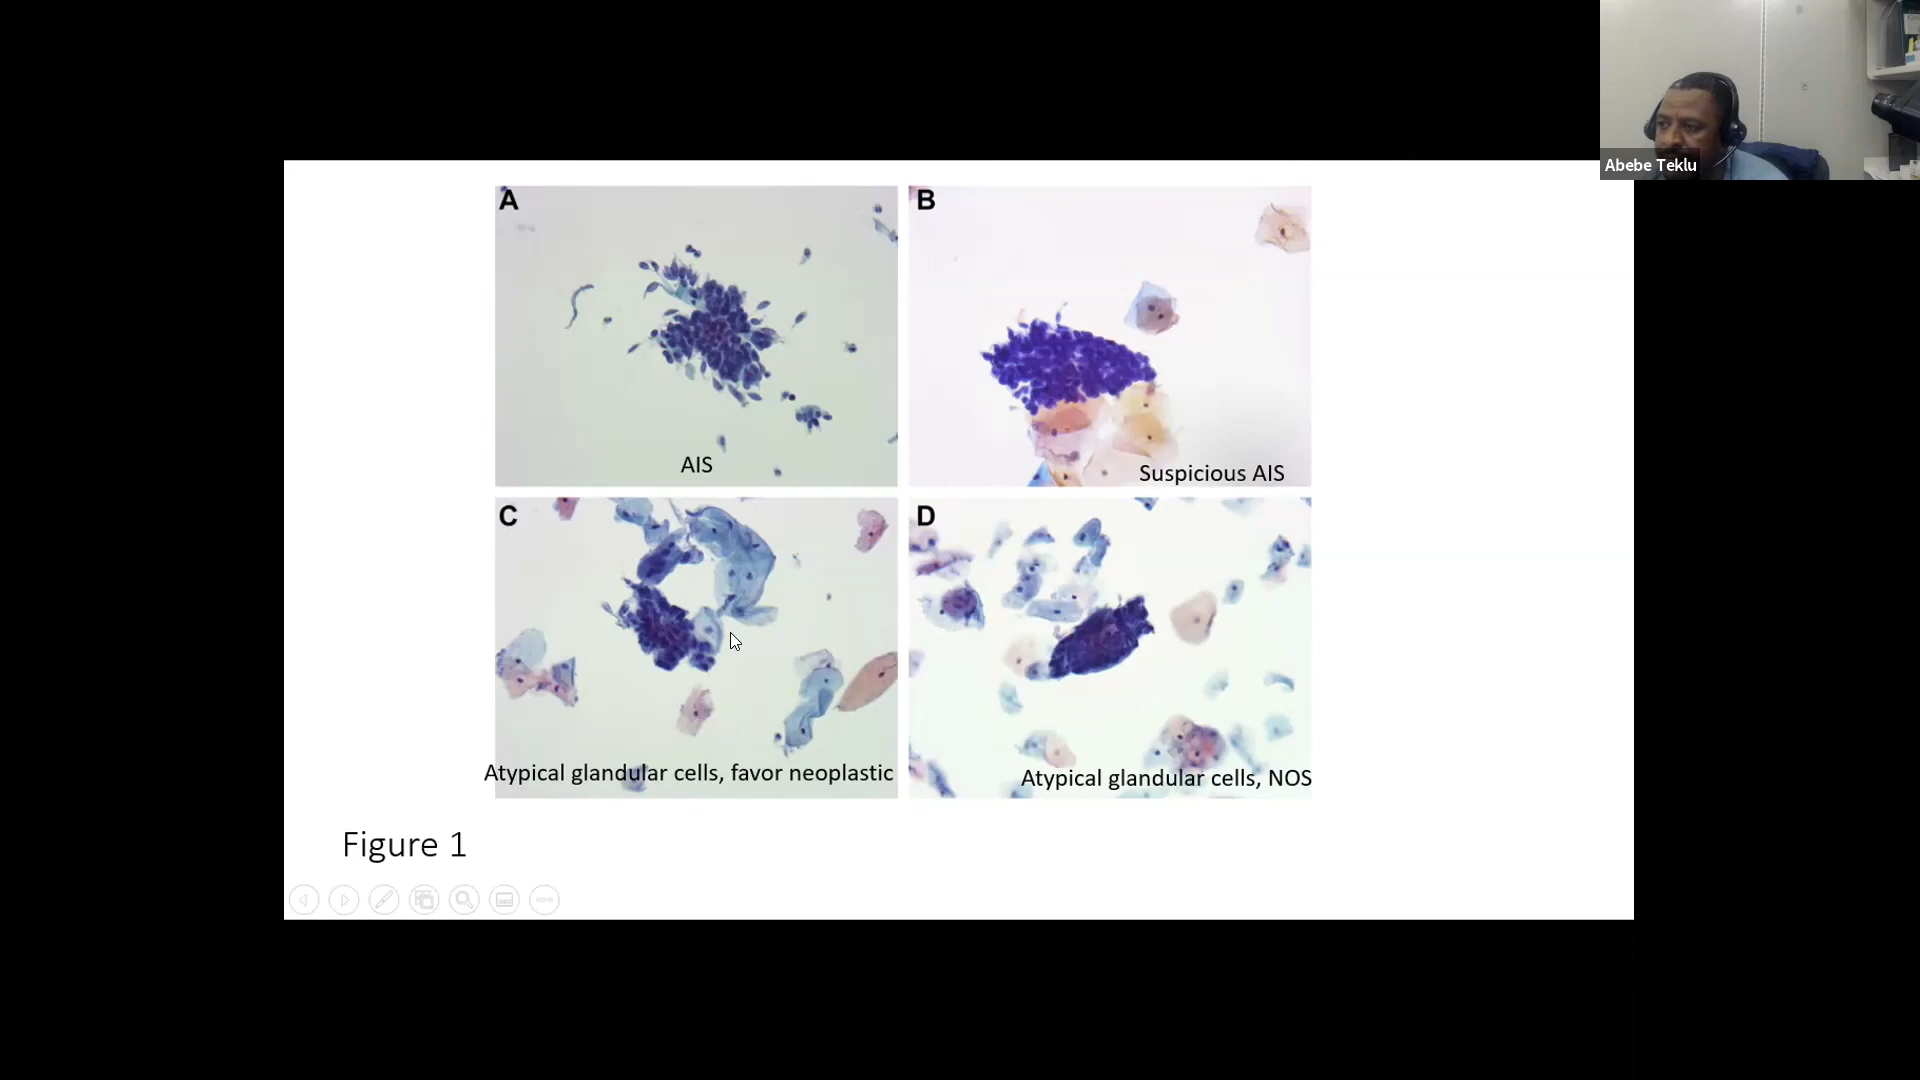 Abebe Teklu
A
B
AIS
Suspicious AIS
C
D
Atypical glandular cells, favor neoplastic
Atypical glandular cells, NOS
Figure 1